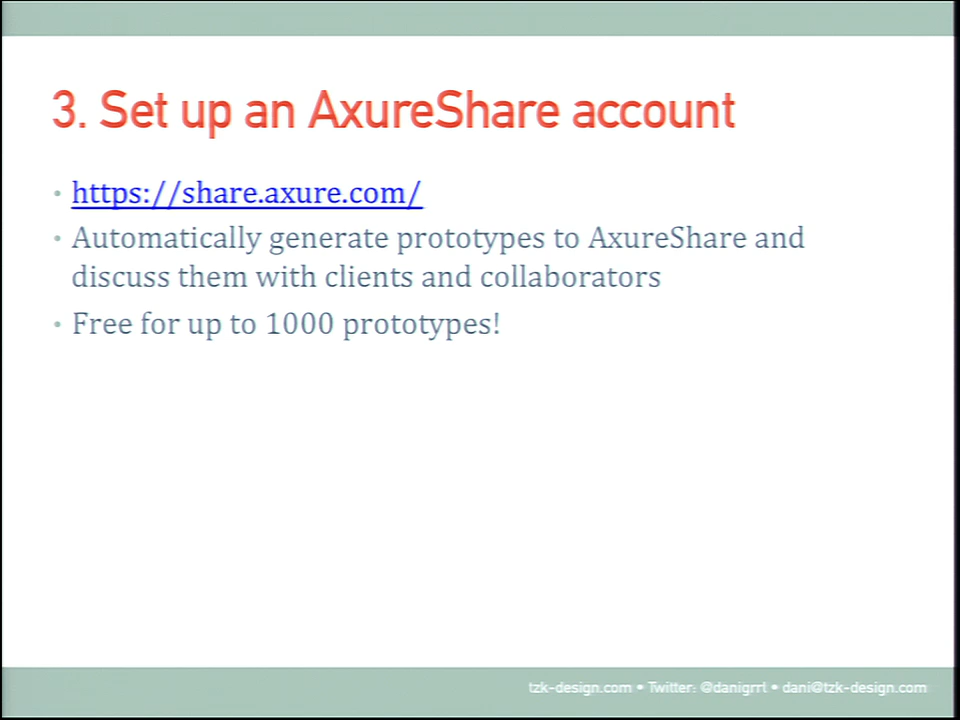 3. Set up an AxureShare account
• https://share.axure.com/
• Automatically generate prototypes to AxureShare and
discuss them with clients and collaborators
• Free for up to 1000 prototypes!
tzk-design.com • Twitter: @danigrrl • dani@tzk-design.com